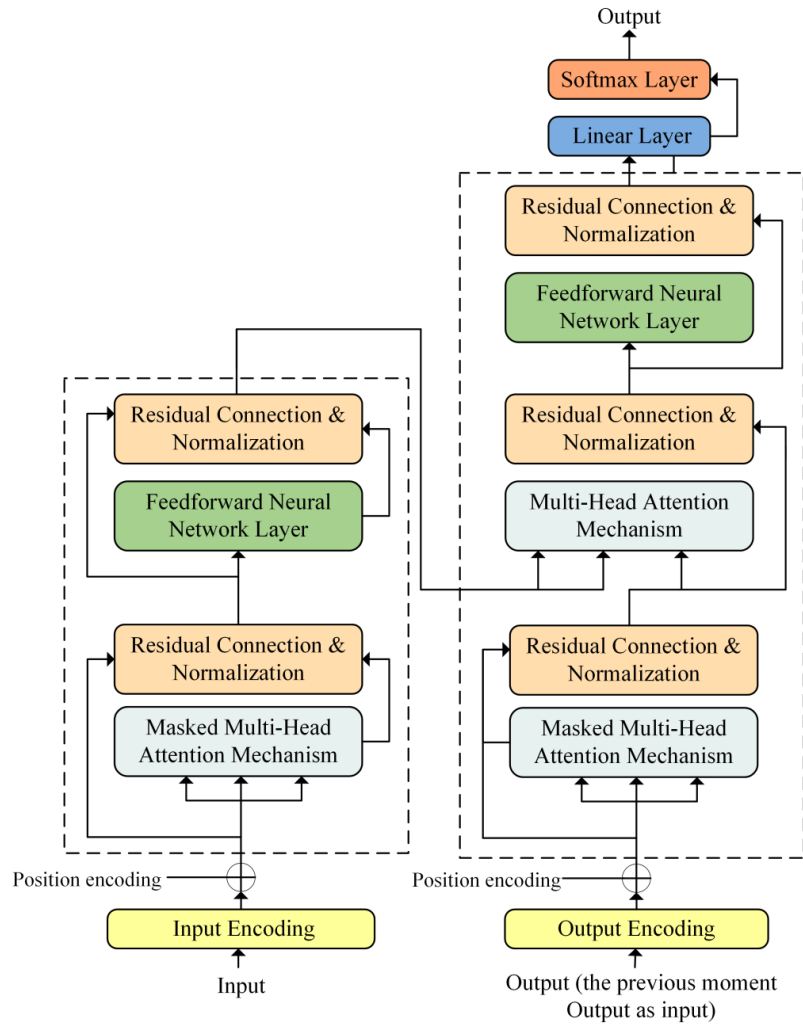 Output
Softmax Layer
Linear Layer
Residual Connection &
Normalization
Feedforward Neural
Network Layer
Residual Connection &
Normalization
Multi-Head Attention
Mechanism
Residual Connection &
Normalization
Masked Multi-Head
Attention Mechanism
Position encoding
Output Encoding
Output (the previous moment
Output as input)
Residual Connection &
Normalization
Feedforward Neural
Network Layer
Residual Connection &
Normalization
Masked Multi-Head
Attention Mechanism
Position encoding
Input Encoding
Input